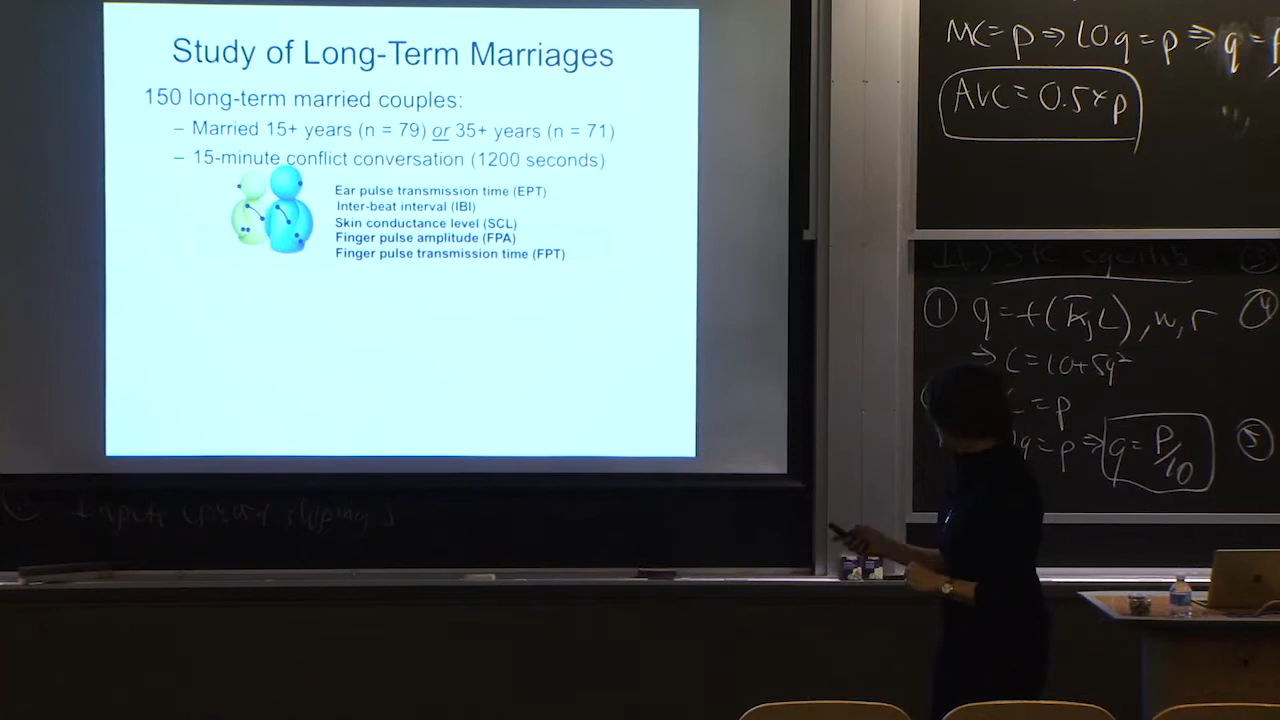 Study of Long-Term Marriages
150 long-term married couples:
– Married 15+ years (n = 79) or 35+ years (n = 71)
– 15-minute conflict conversation (1200 seconds)
Ear pulse transmission time (EPT)
Inter-beat interval (IBI)
Skin conductance level (SCL)
Finger pulse amplitude (FPA)
Finger pulse transmission time (FPT)
MC = p ⇒ 10q = p ⇒ q =
AVC = 0.5 * p
① q = f(K, L), w, r
→ C = 10 + 5q²
= p
q = p ⇒ q = P/10
④
⑤